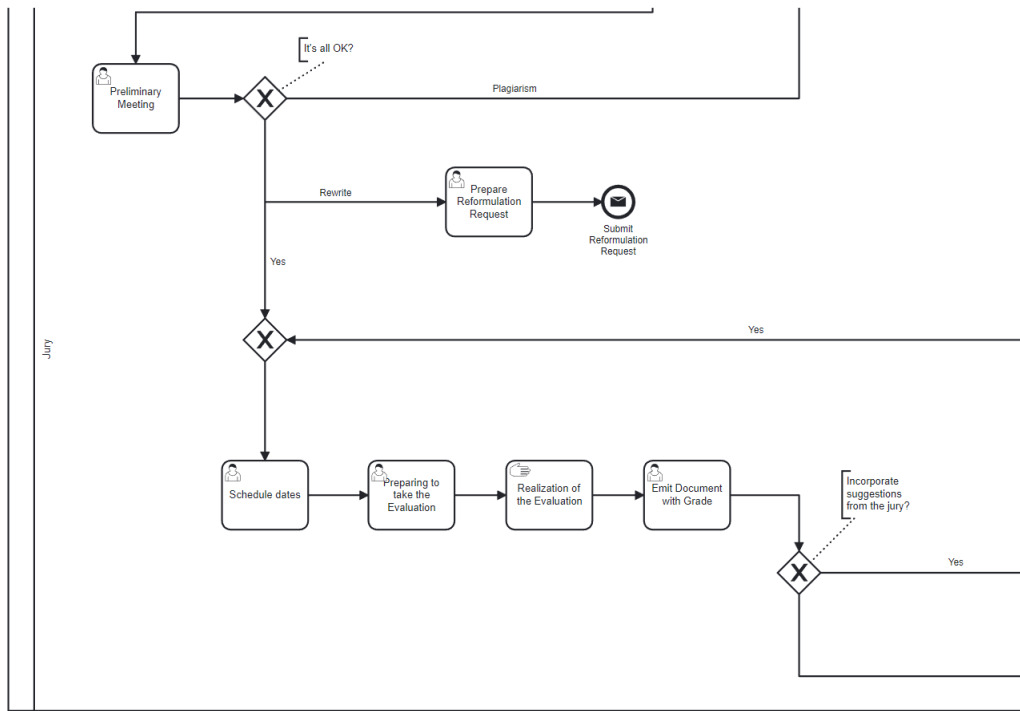 It's all OK?
Preliminary
Meeting
Plagiarism
Rewrite
Prepare
Reformulation
Request
Submit
Reformulation
Request
Yes
Yes
Jury
Schedule dates
Preparing to
take the
Evaluation
Realization of
the Evaluation
Emit Document
with Grade
Incorporate
suggestions
from the jury?
Yes